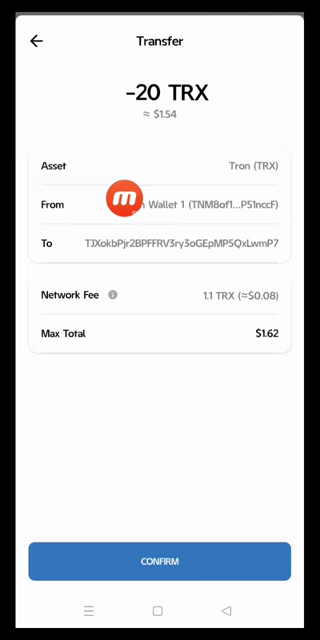 Transfer
-20 TRX
≈ $1.54
Asset Tron (TRX)
From Wallet 1 (TNM8of1...P51nccF)
To TJXokbPjr2BPFFRV3ry3oGEpMP5QxLwmP7
Network Fee 1.1 TRX (≈$0.08)
Max Total $1.62
CONFIRM